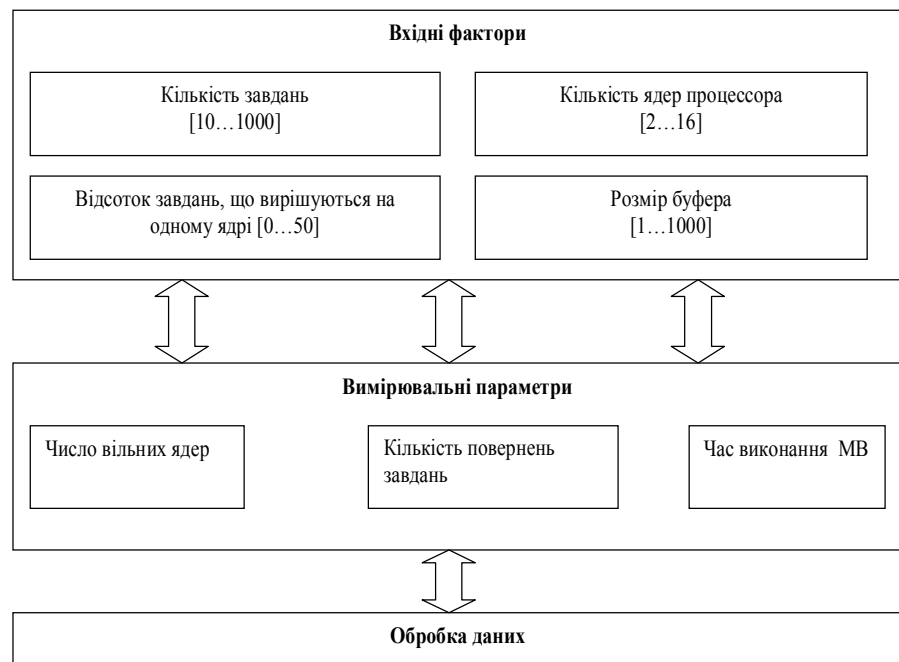 Вхідні фактори
Кількість завдань
[10…1000]
Кількість ядер процессора
[2…16]
Відсоток завдань, що вирішуються на
одному ядрі [0…50]
Розмір буфера
[1…1000]
Вимірювальні параметри
Число вільних ядер
Кількість повернень
завдань
Час виконання МВ
Обробка даних